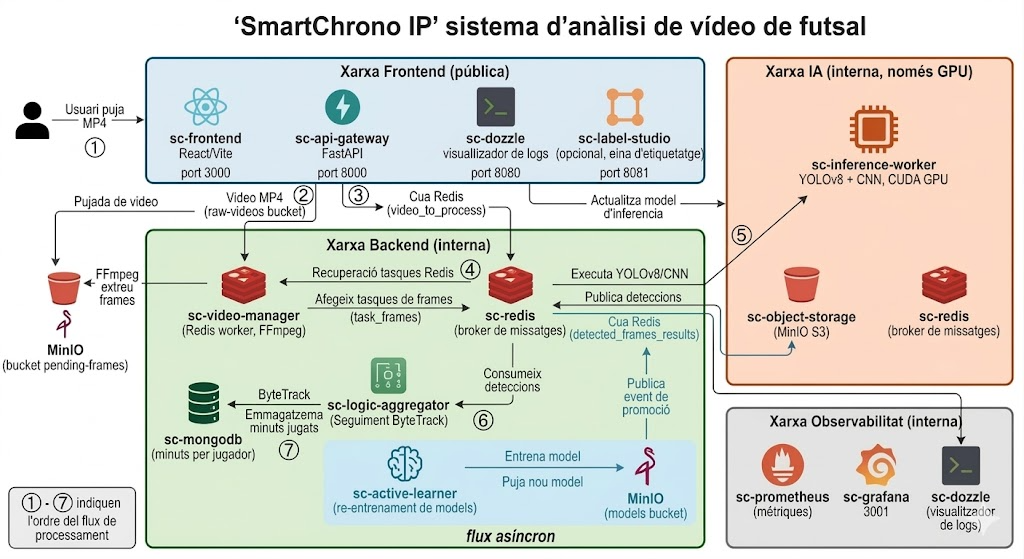 'SmartChrono IP' sistema d'anàlisi de vídeo de futsal
Xarxa Frontend (pública)
Usuari puja
MP4
①
sc-frontend
React/Vite
port 3000
sc-api-gateway
FastAPI
port 8000
sc-dozzle
visuallizador de logs
port 8080
sc-label-studio
(opcional, eina d'etiquetatge)
port 8081
Xarxa IA (interna, només GPU)
sc-inference-worker
YOLOv8 + CNN, CUDA GPU
sc-object-storage
(MinIO S3)
sc-redis
(broker de missatges)
Pujada de video
Video MP4
(raw-videos bucket)
②
③
Cua Redis
(video_to_process)
Actualitza model
d'inferencia
⑤
Xarxa Backend (interna)
FFmpeg
extreu
frames
MinIO
(bucket pending-frames)
sc-video-manager
(Redis worker, FFmpeg)
Recuperació tasques Redis
④
Afegeix tasques de frames
(task_frames)
sc-redis
(broker de missatges)
Executa YOLOv8/CNN
Publica deteccions
Cua Redis
(detected_frames_results)
Consumeix
deteccions
⑥
sc-logic-aggregator
(Seguiment ByteTrack)
ByteTrack
Emmagatzema
minuts jugats
⑦
sc-mongodb
(minuts per jugador)
Publica
event de
promoció
sc-active-learner
(re-entrenament de models)
Entrena model
Puja nou model
MinIO
(models bucket)
flux asíncron
Xarxa Observabilitat (interna)
sc-prometheus
(métriques)
sc-grafana
3001
sc-dozzle
(visualitzador
de logs)
① - ⑦ indiquen
l'ordre del flux de
processament